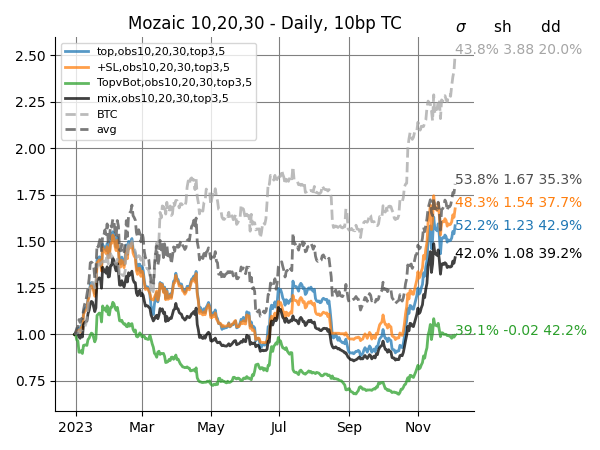 Mozaic 10,20,30 - Daily, 10bp TC
σ sh dd
top,obs10,20,30,top3,5
+SL,obs10,20,30,top3,5
TopvBot,obs10,20,30,top3,5
mix,obs10,20,30,top3,5
BTC
avg
43.8% 3.88 20.0%
53.8% 1.67 35.3%
48.3% 1.54 37.7%
52.2% 1.23 42.9%
42.0% 1.08 39.2%
39.1% -0.02 42.2%
2.50
2.25
2.00
1.75
1.50
1.25
1.00
0.75
2023 Mar May Jul Sep Nov